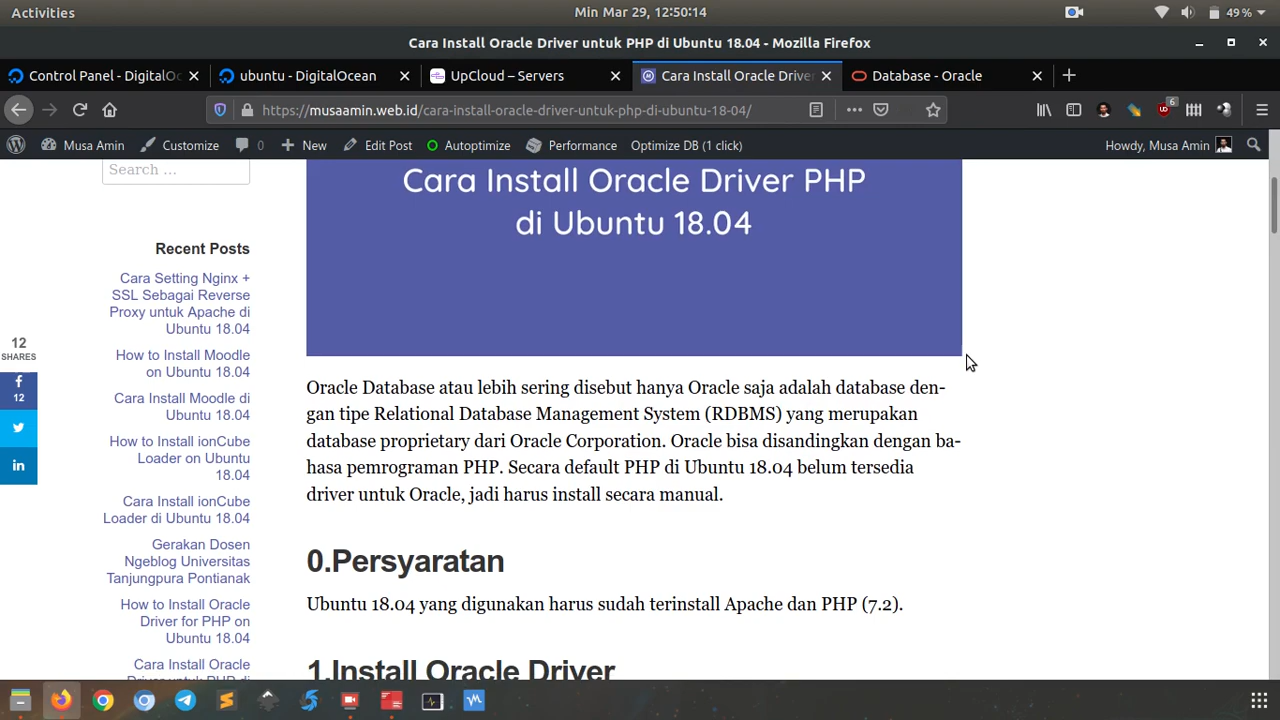 Activities
Min Mar 29, 12:50:14
49 %
Cara Install Oracle Driver untuk PHP di Ubuntu 18.04 - Mozilla Firefox
Control Panel - DigitalOc
ubuntu - DigitalOcean
UpCloud – Servers
Cara Install Oracle Driver
Database - Oracle
https://musaamin.web.id/cara-install-oracle-driver-untuk-php-di-ubuntu-18-04/
6
Musa Amin
Customize
0
New
Edit Post
Autoptimize
Performance
Optimize DB (1 click)
Howdy, Musa Amin
Search …
Recent Posts
Cara Setting Nginx +
SSL Sebagai Reverse
Proxy untuk Apache di
Ubuntu 18.04
How to Install Moodle
on Ubuntu 18.04
Cara Install Moodle di
Ubuntu 18.04
How to Install ionCube
Loader on Ubuntu
18.04
Cara Install ionCube
Loader di Ubuntu 18.04
Gerakan Dosen
Ngeblog Universitas
Tanjungpura Pontianak
How to Install Oracle
Driver for PHP on
Ubuntu 18.04
Cara Install Oracle
12
SHARES
12
Cara Install Oracle Driver PHP
di Ubuntu 18.04
Oracle Database atau lebih sering disebut hanya Oracle saja adalah database den-
gan tipe Relational Database Management System (RDBMS) yang merupakan
database proprietary dari Oracle Corporation. Oracle bisa disandingkan dengan ba-
hasa pemrograman PHP. Secara default PHP di Ubuntu 18.04 belum tersedia
driver untuk Oracle, jadi harus install secara manual.
0.Persyaratan
Ubuntu 18.04 yang digunakan harus sudah terinstall Apache dan PHP (7.2).
1.Install Oracle Driver